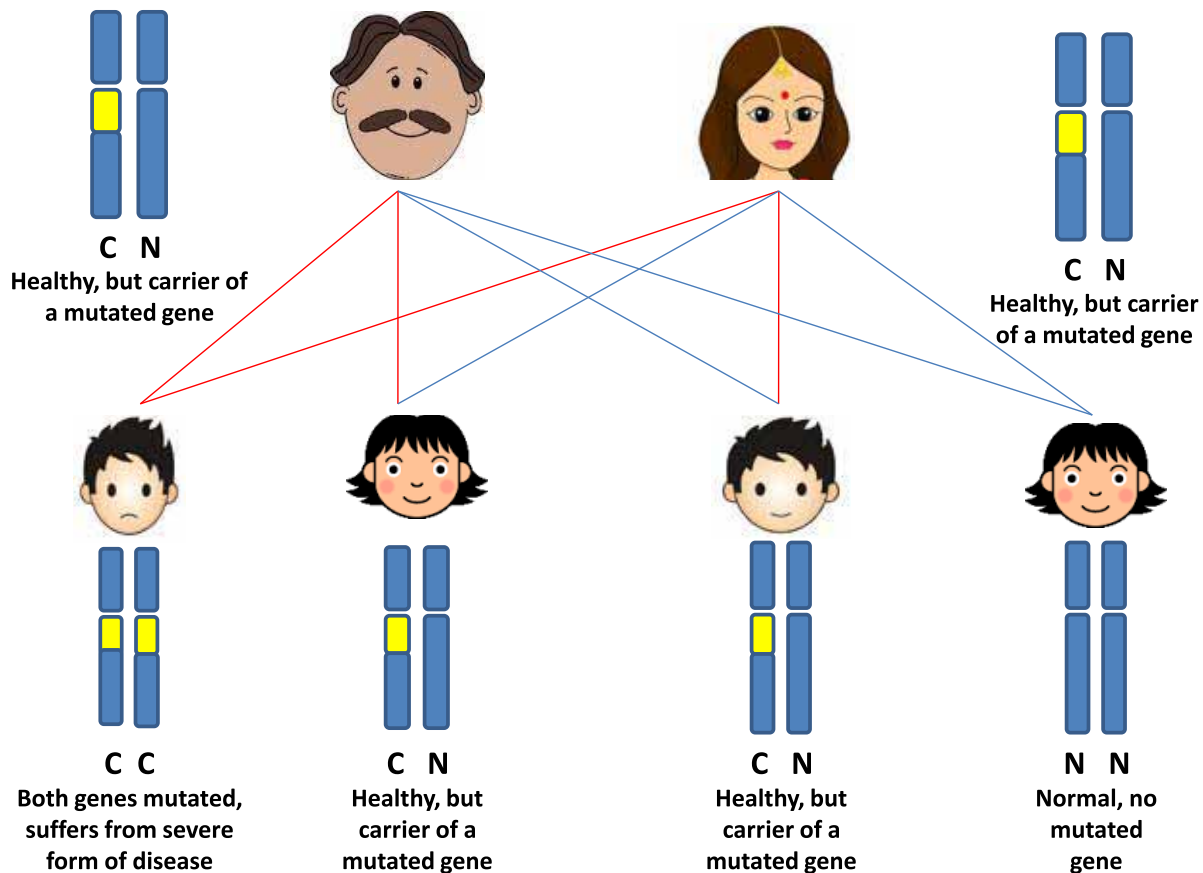 C N
Healthy, but carrier of
a mutated gene
C N
Healthy, but carrier
of a mutated gene
C C
Both genes mutated,
suffers from severe
form of disease
C N
Healthy, but
carrier of a
mutated gene
C N
Healthy, but
carrier of a
mutated gene
N N
Normal, no
mutated
gene